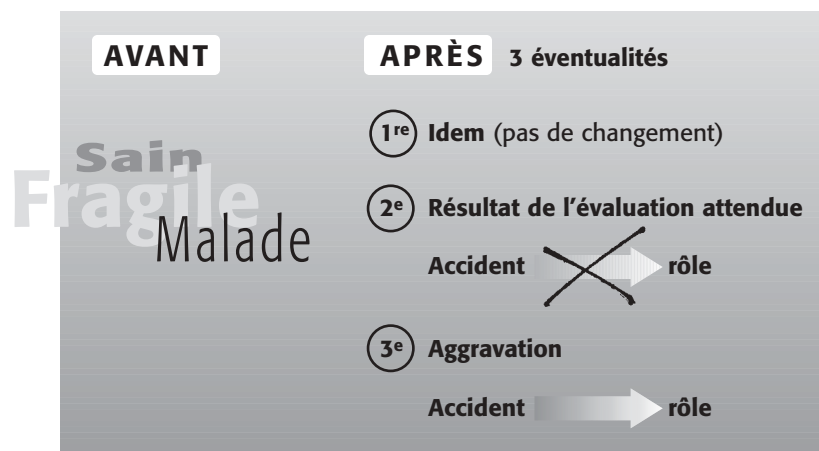 AVANT
APRÈS 3 éventualités
1re Idem (pas de changement)
Sain
Fragile
Malade
2e Résultat de l'évaluation attendue
Accident rôle
3e Aggravation
Accident rôle